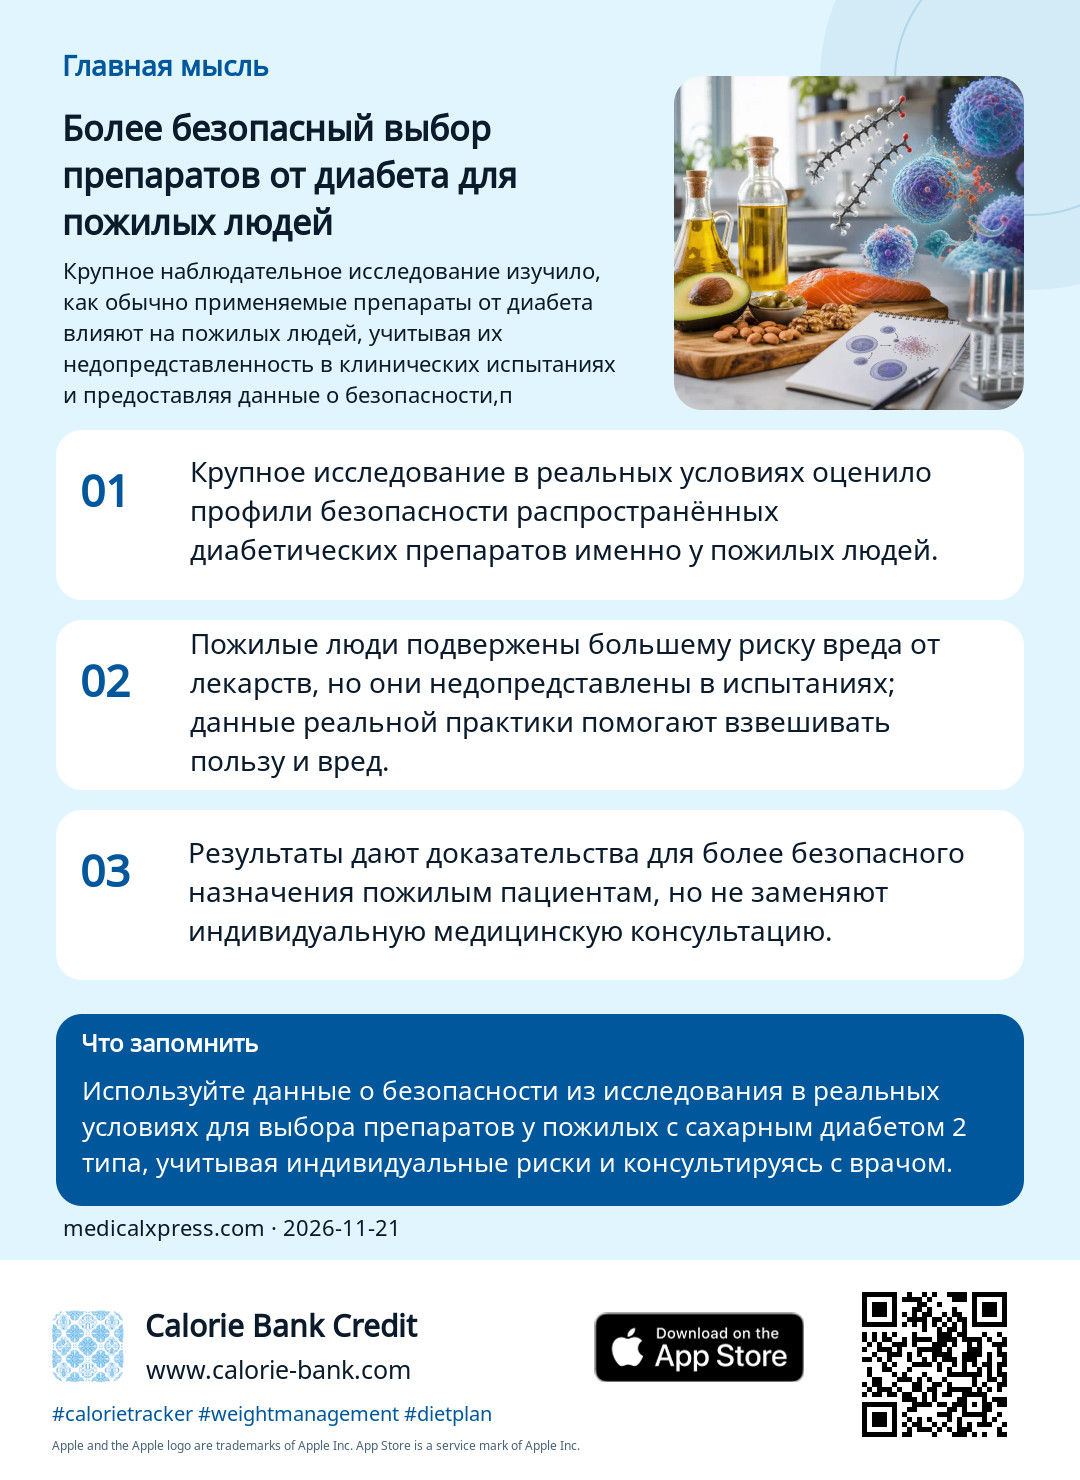 Главная мысль
Более безопасный выбор
препаратов от диабета для
пожилых людей
Крупное наблюдательное исследование изучило,
как обычно применяемые препараты от диабета
влияют на пожилых людей, учитывая их
недопредставленность в клинических испытаниях
и предоставляя данные о безопасности,п
01
Крупное исследование в реальных условиях оценило
профили безопасности распространённых
диабетических препаратов именно у пожилых людей.
02
Пожилые люди подвержены большему риску вреда от
лекарств, но они недопредставлены в испытаниях;
данные реальной практики помогают взвешивать
пользу и вред.
03
Результаты дают доказательства для более безопасного
назначения пожилым пациентам, но не заменяют
индивидуальную медицинскую консультацию.
Что запомнить
Используйте данные о безопасности из исследования в реальных
условиях для выбора препаратов у пожилых с сахарным диабетом 2
типа, учитывая индивидуальные риски и консультируясь с врачом.
medicalxpress.com · 2026-11-21
Calorie Bank Credit
www.calorie-bank.com
Download on the
App Store
#calorietracker #weightmanagement #dietplan
Apple and the Apple logo are trademarks of Apple Inc. App Store is a service mark of Apple Inc.